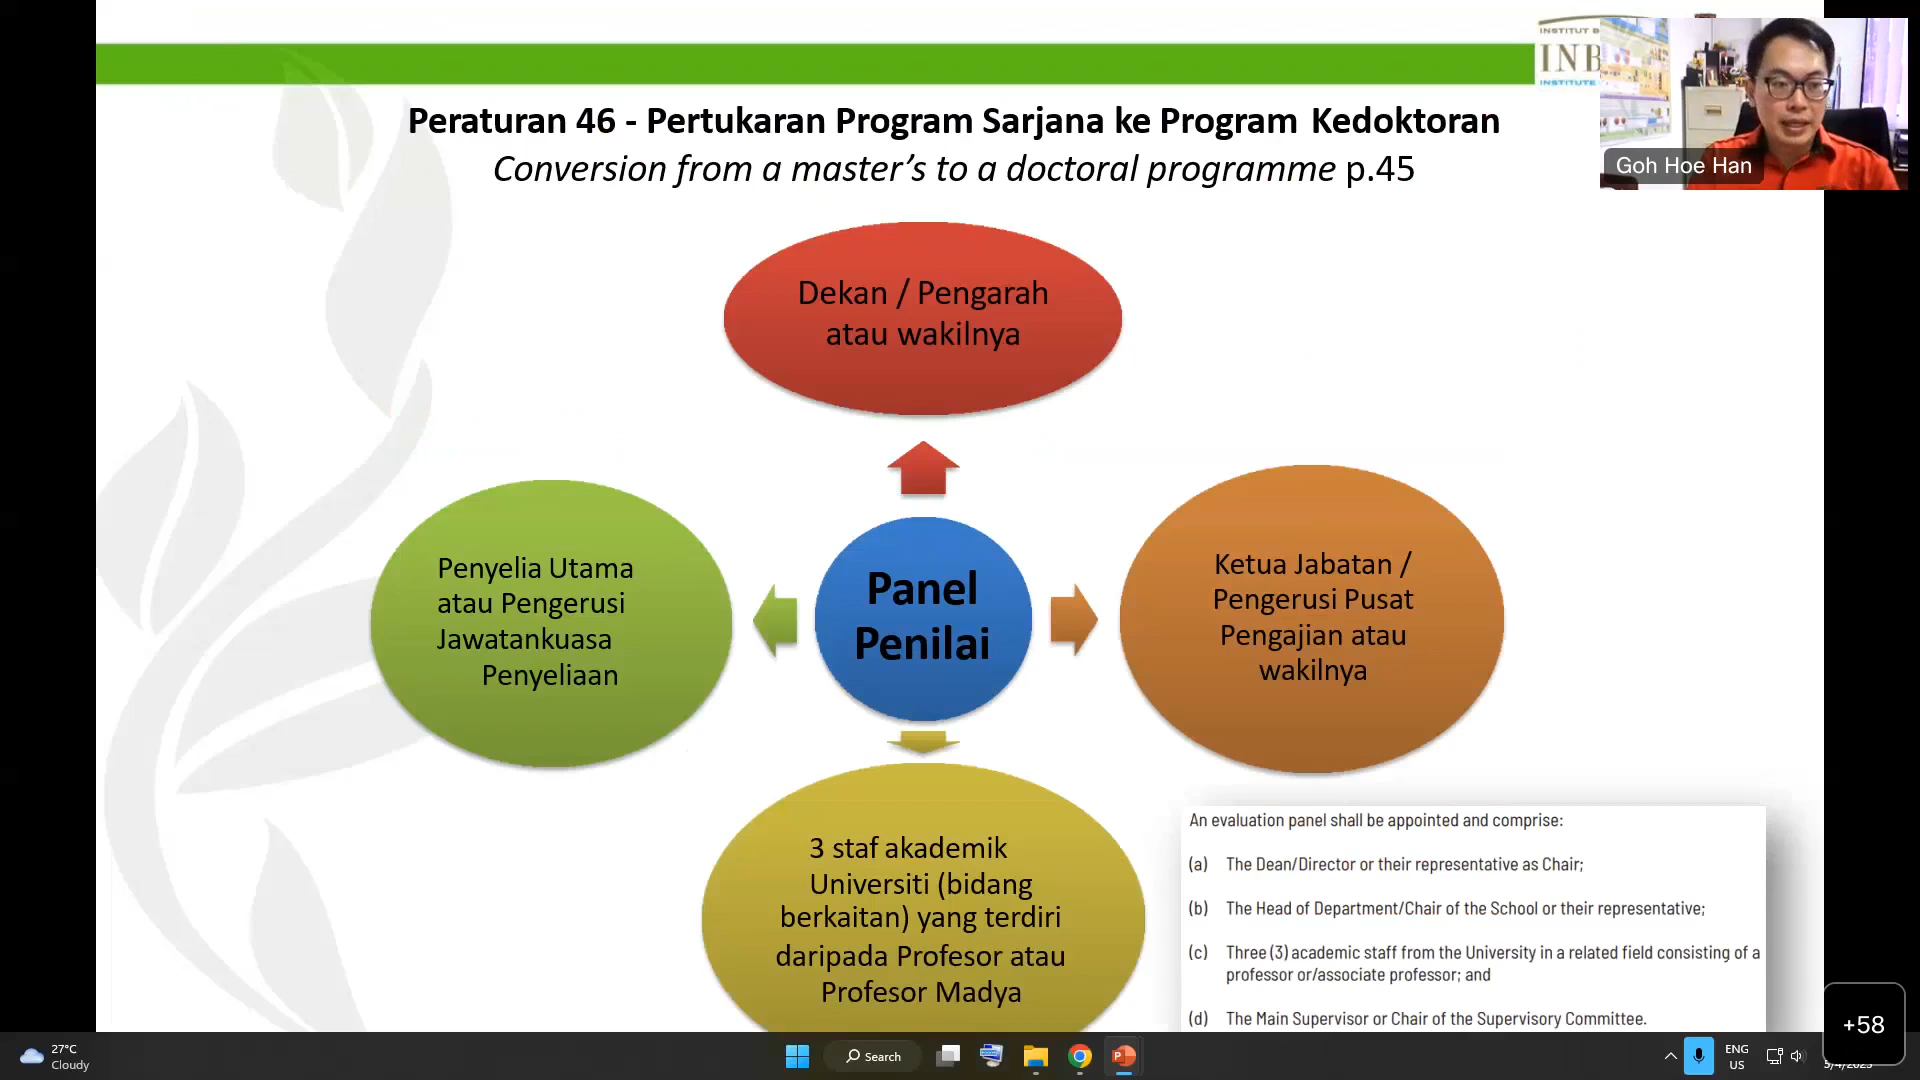 INSTITUT
INB
INSTITUTE
Peraturan 46 - Pertukaran Program Sarjana ke Program Kedoktoran
Conversion from a master's to a doctoral programme p.45
Goh Hoe Han
Dekan / Pengarah
atau wakilnya
Penyelia Utama
atau Pengerusi
Jawatankuasa
Penyeliaan
Panel
Penilai
Ketua Jabatan /
Pengerusi Pusat
Pengajian atau
wakilnya
3 staf akademik
Universiti (bidang
berkaitan) yang terdiri
daripada Profesor atau
Profesor Madya
An evaluation panel shall be appointed and comprise:
(a) The Dean/Director or their representative as Chair;
(b) The Head of Department/Chair of the School or their representative;
(c) Three (3) academic staff from the University in a related field consisting of a
professor or/associate professor; and
(d) The Main Supervisor or Chair of the Supervisory Committee.
+58
27°C
Cloudy
Search
ENG
US